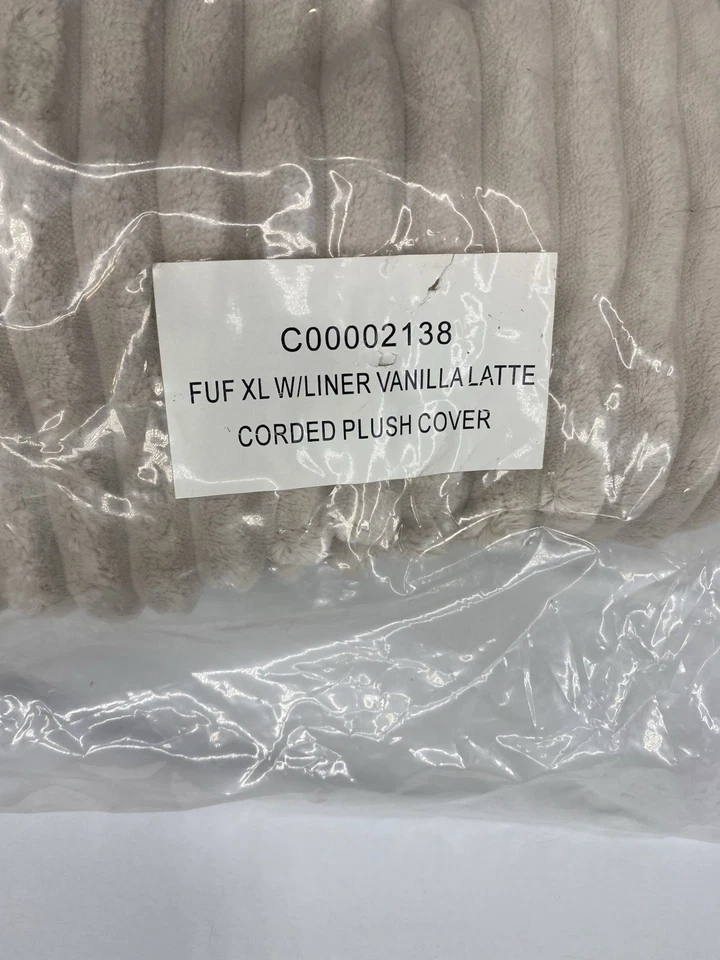 C00002138
FUF XL W/LINER VANILLA LATTE
CORDED PLUSH COVER